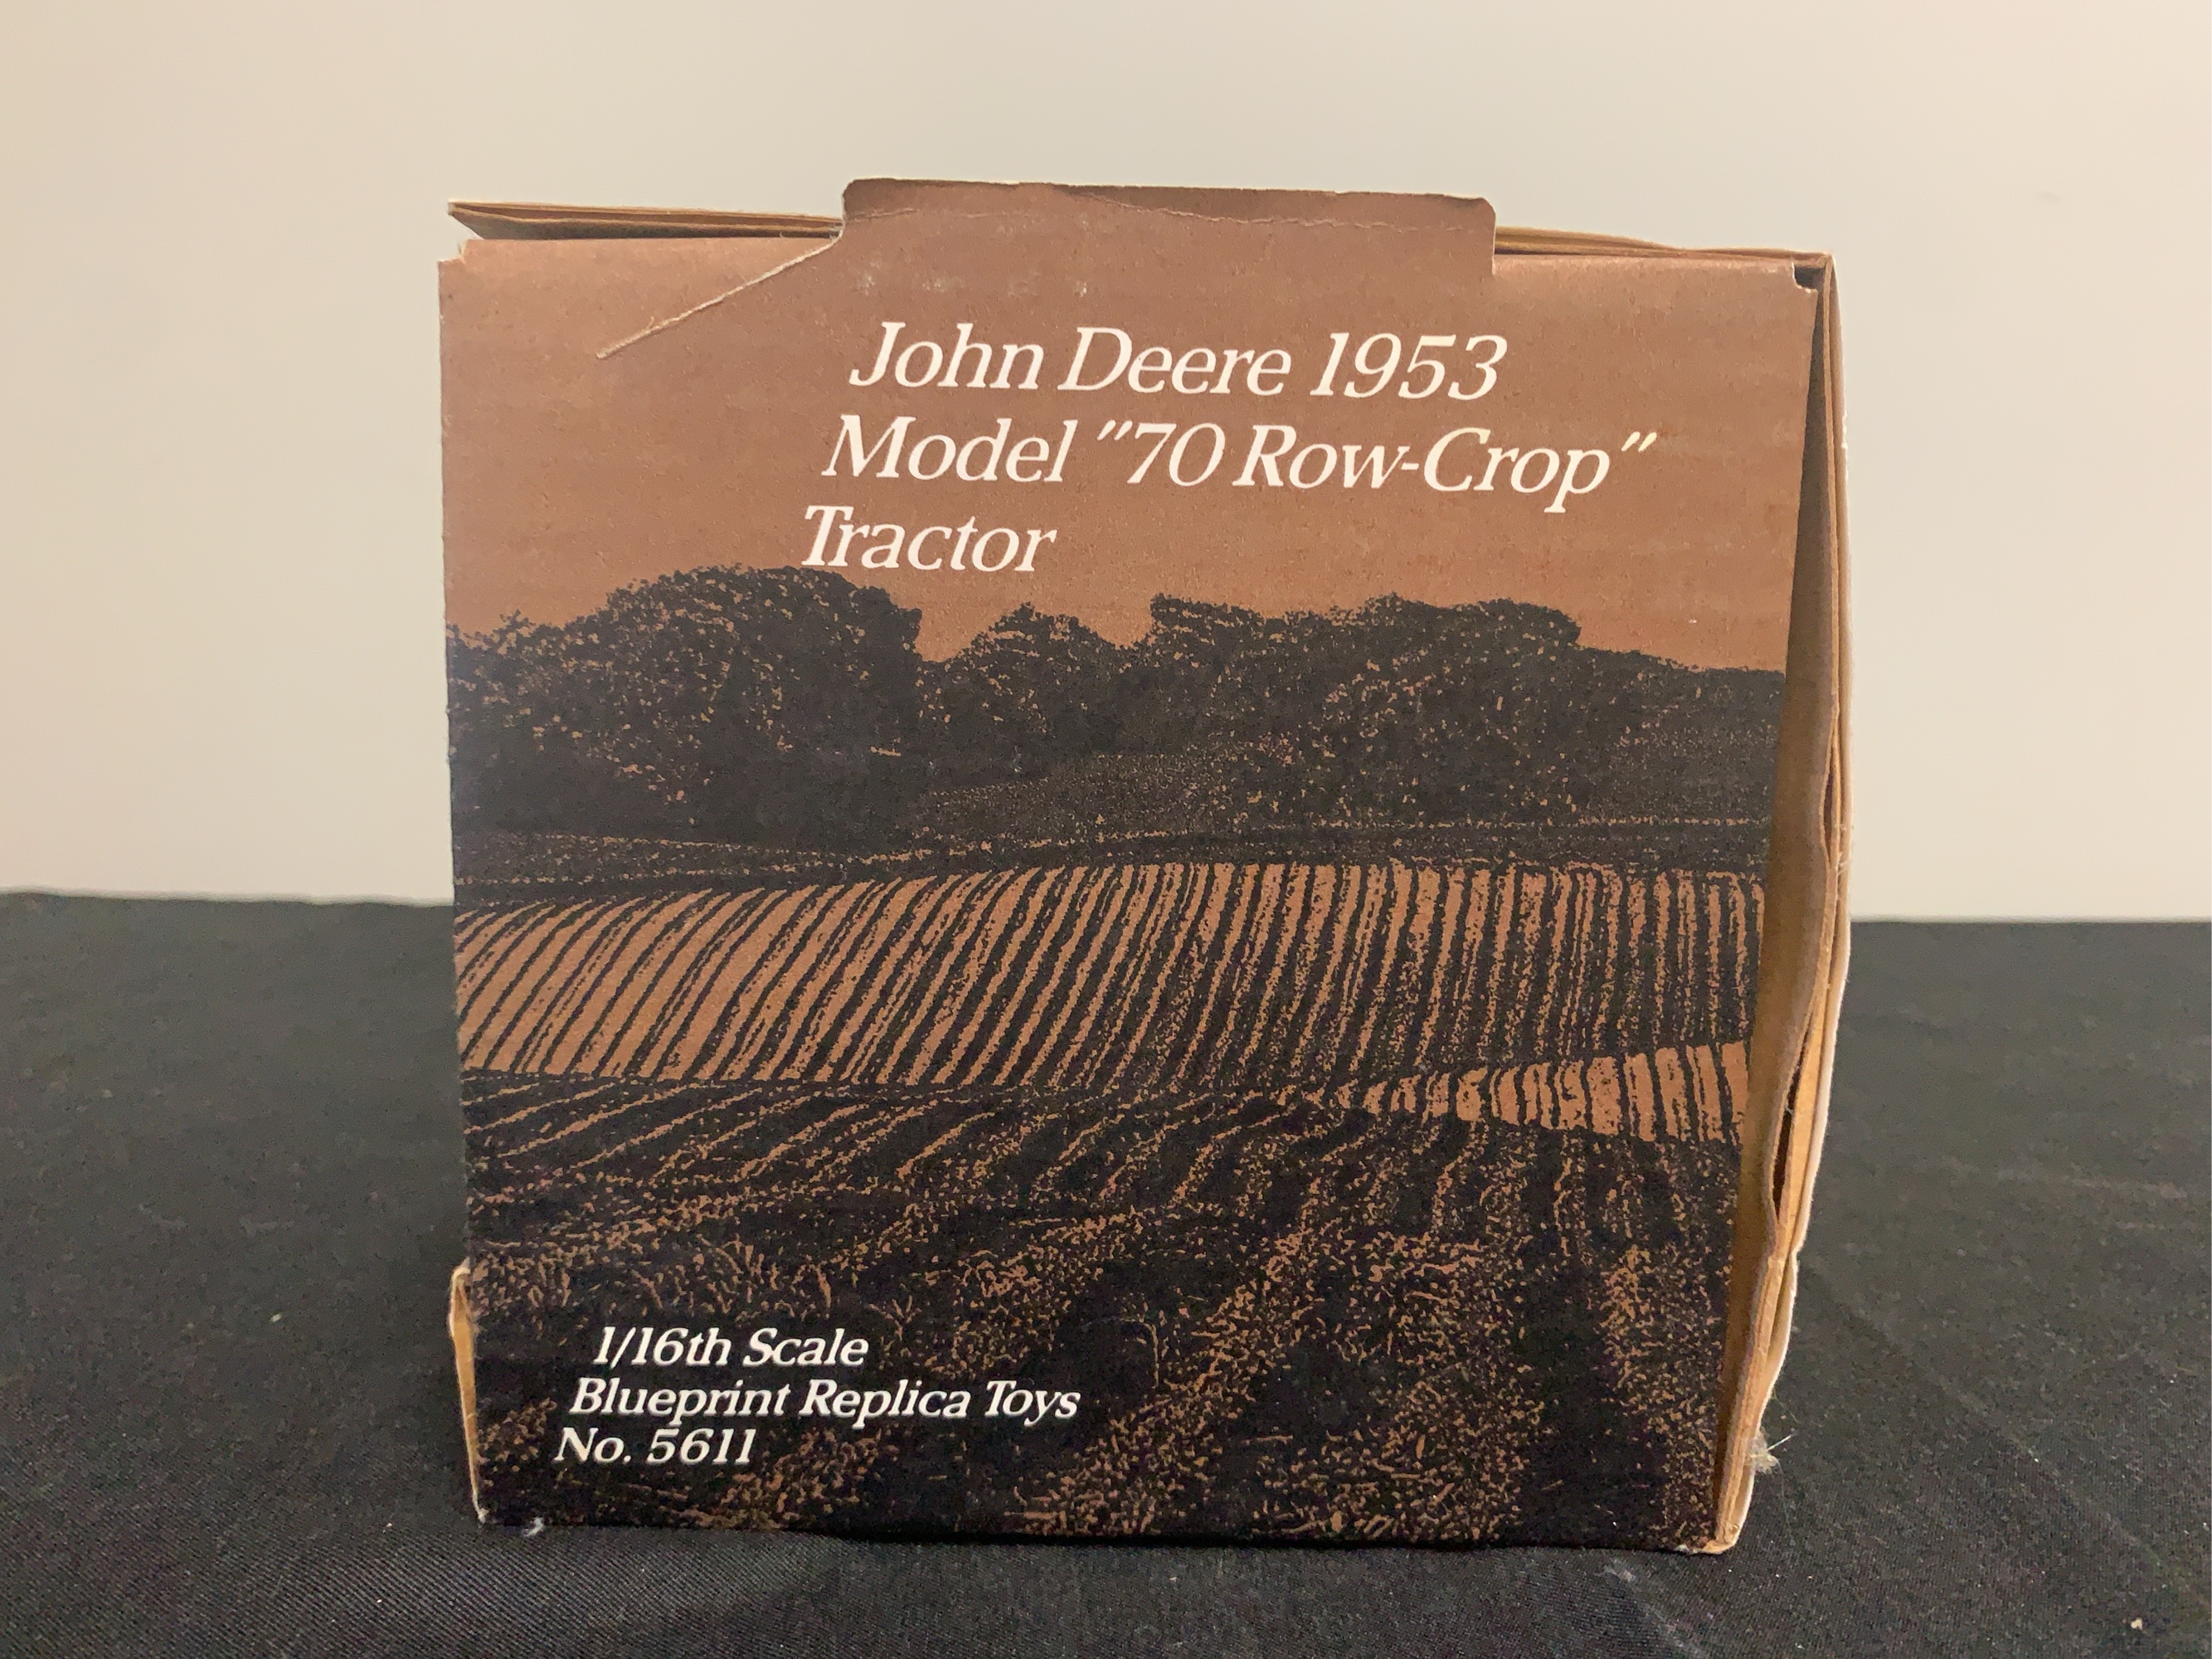 John Deere 1953
Model "70 Row-Crop"
Tractor
1/16th Scale
Blueprint Replica Toys
No. 5611